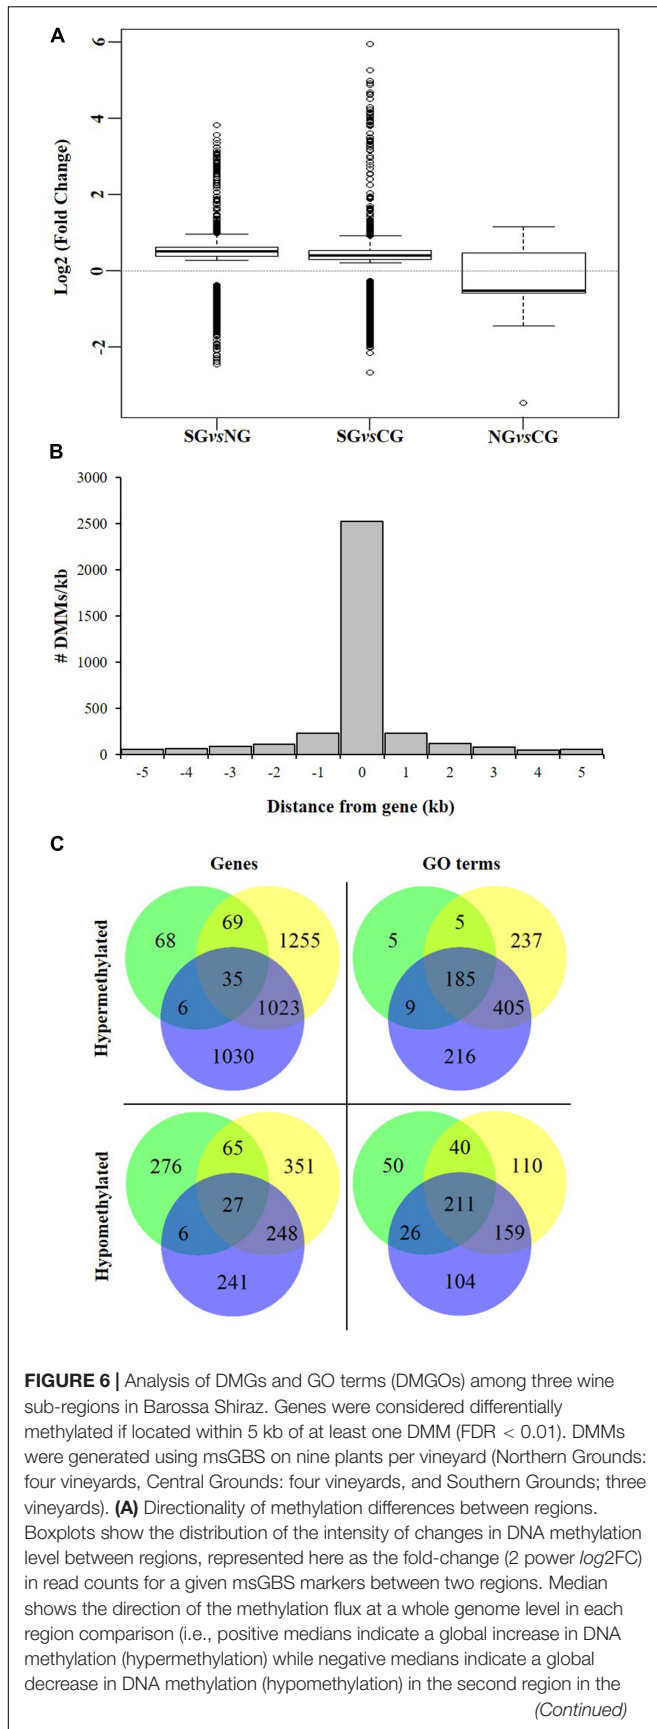 A
6
4
2
0
-2
Log2 (Fold Change)
SGvsNG SGvsCG NGvsCG
B
3000
2500
2000
1500
1000
500
0
# DMMs/kb
-5 -4 -3 -2 -1 0 1 2 3 4 5
Distance from gene (kb)
C
Genes GO terms
Hypermethylated
68 69 1255
35
6 1023
1030
5 5 237
185
9 405
216
Hypomethylated
276 65 351
27
6 248
241
50 40 110
211
26 159
104
FIGURE 6 | Analysis of DMGs and GO terms (DMGOs) among three wine
sub-regions in Barossa Shiraz. Genes were considered differentially
methylated if located within 5 kb of at least one DMM (FDR < 0.01). DMMs
were generated using msGBS on nine plants per vineyard (Northern Grounds:
four vineyards, Central Grounds: four vineyards, and Southern Grounds; three
vineyards). (A) Directionality of methylation differences between regions.
Boxplots show the distribution of the intensity of changes in DNA methylation
level between regions, represented here as the fold-change (2 power log2FC)
in read counts for a given msGBS markers between two regions. Median
shows the direction of the methylation flux at a whole genome level in each
region comparison (i.e., positive medians indicate a global increase in DNA
methylation (hypermethylation) while negative medians indicate a global
decrease in DNA methylation (hypomethylation) in the second region in the
(Continued)